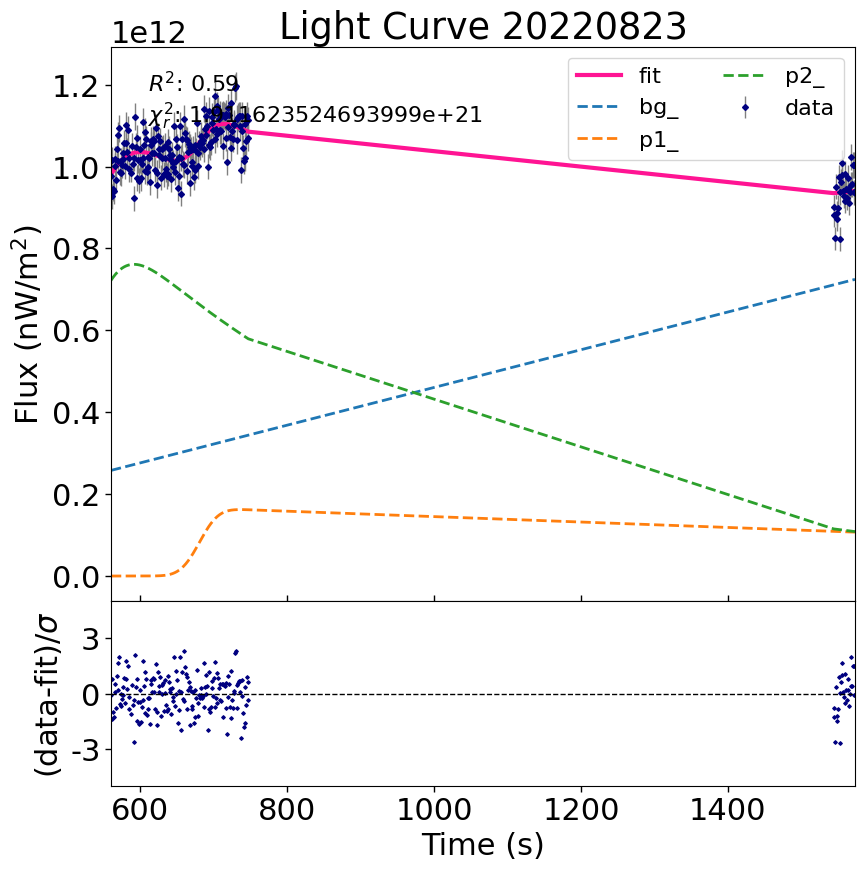 Light Curve 20220823
1e12
R²: 0.59
fit
p2_
bg_
data
p1_
1.2
1.0
0.8
0.6
0.4
0.2
0.0
Flux (nW/m²)
3
0
-3
(data-fit)/σ
600
800
1000
1200
1400
Time (s)